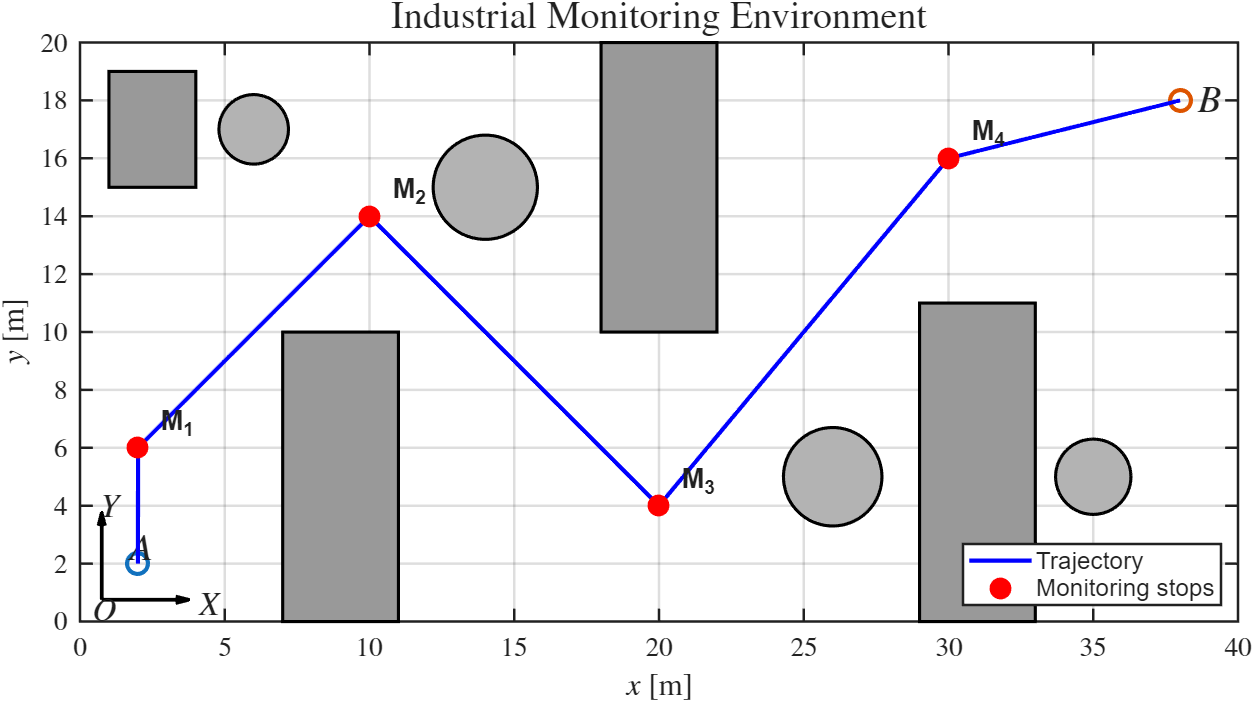 Industrial Monitoring Environment
20
18
16
14
12
10
8
6
4
2
0
y [m]
B
M4
M2
M1
M3
Y
A
O
X
Trajectory
Monitoring stops
0 5 10 15 20 25 30 35 40
x [m]